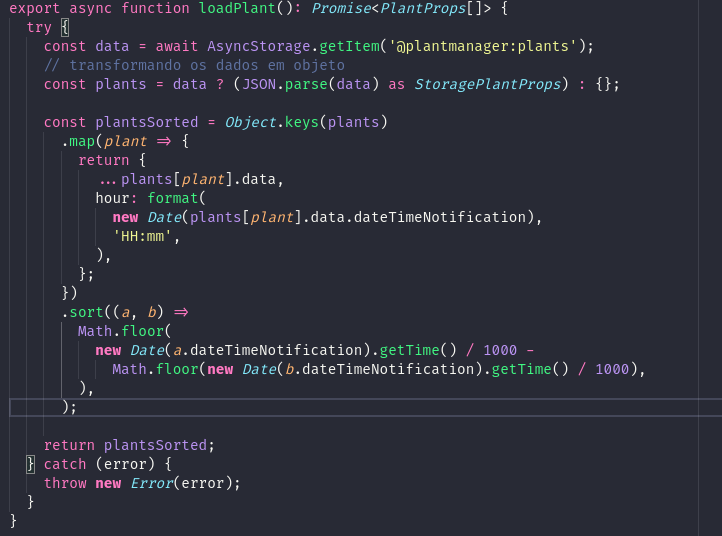 export async function loadPlant(): Promise<PlantProps[]> {
  try {
    const data = await AsyncStorage.getItem('@plantmanager:plants');
    // transformando os dados em objeto
    const plants = data ? (JSON.parse(data) as StoragePlantProps) : {};

    const plantsSorted = Object.keys(plants)
      .map(plant => {
        return {
          ...plants[plant].data,
          hour: format(
            new Date(plants[plant].data.dateTimeNotification),
            'HH:mm',
          ),
        };
      })
      .sort((a, b) =>
        Math.floor(
          new Date(a.dateTimeNotification).getTime() / 1000 -
            Math.floor(new Date(b.dateTimeNotification).getTime() / 1000),
        ),
      );

    return plantsSorted;
  } catch (error) {
    throw new Error(error);
  }
}